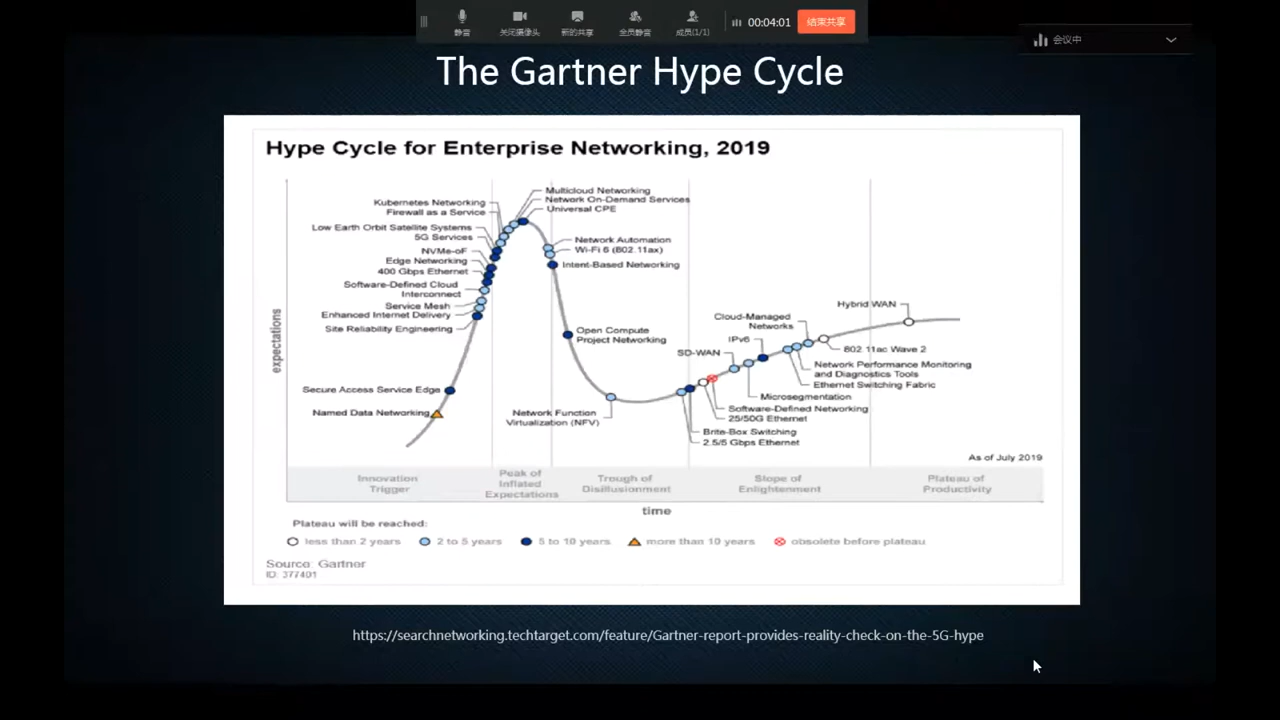 静音
关闭摄像头
新的共享
全员静音
成员(1/1)
00:04:01
结束共享
会议中
The Gartner Hype Cycle
Hype Cycle for Enterprise Networking, 2019
Multicloud Networking
Network On-Demand Services
Universal CPE
Kubernetes Networking
Firewall as a Service
Low Earth Orbit Satellite Systems
5G Services
NVMe-oF
Edge Networking
400 Gbps Ethernet
Software-Defined Cloud
Interconnect
Service Mesh
Enhanced Internet Delivery
Site Reliability Engineering
Secure Access Service Edge
Named Data Networking
Network Automation
Wi-Fi 6 (802.11ax)
Intent-Based Networking
Open Compute
Project Networking
Network Function
Virtualization (NFV)
Hybrid WAN
Cloud-Managed
Networks
IPv6
SD-WAN
802.11ac Wave 2
Network Performance Monitoring
and Diagnostics Tools
Ethernet Switching Fabric
Microsegmentation
Software-Defined Networking
25/50G Ethernet
Brite-Box Switching
2.5/5 Gbps Ethernet
expectations
As of July 2019
Innovation
Trigger
Peak of
Inflated
Expectations
Trough of
Disillusionment
Slope of
Enlightenment
Plateau of
Productivity
time
Plateau will be reached:
less than 2 years
2 to 5 years
5 to 10 years
more than 10 years
obsolete before plateau
Source: Gartner
ID: 377401
https://searchnetworking.techtarget.com/feature/Gartner-report-provides-reality-check-on-the-5G-hype